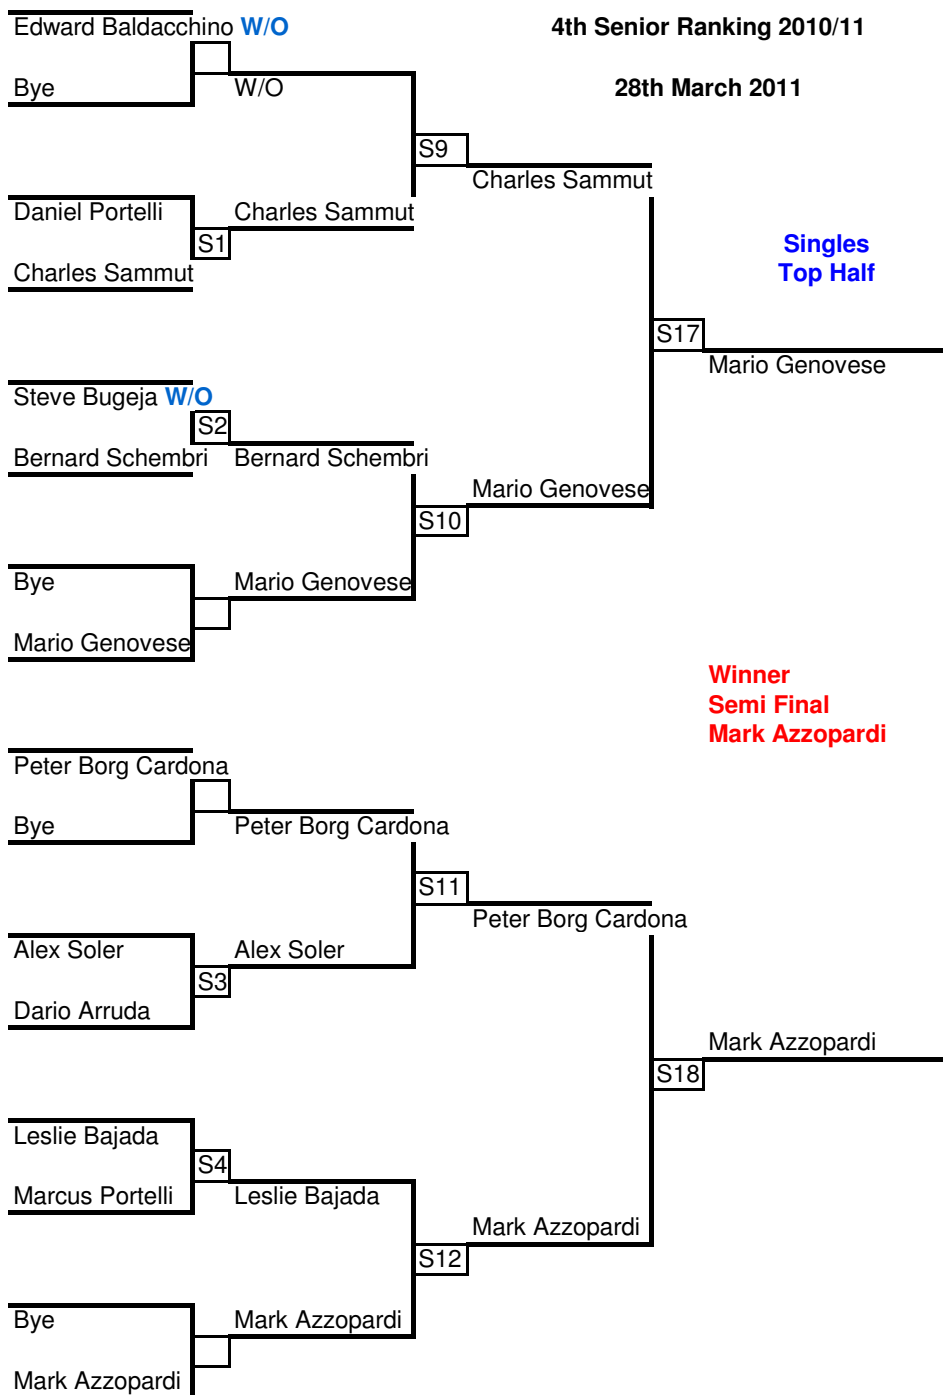 Edward Baldacchino W/O
4th Senior Ranking 2010/11
Bye
W/O
28th March 2011
S9
Charles Sammut
Daniel Portelli
Charles Sammut
S1
Charles Sammut
Singles
Top Half
S17
Mario Genovese
Steve Bugeja W/O
S2
Bernard Schembri
Bernard Schembri
Mario Genovese
S10
Bye
Mario Genovese
Mario Genovese
Winner
Semi Final
Mark Azzopardi
Peter Borg Cardona
Bye
Peter Borg Cardona
S11
Peter Borg Cardona
Alex Soler
Alex Soler
S3
Dario Arruda
Mark Azzopardi
S18
Leslie Bajada
S4
Marcus Portelli
Leslie Bajada
Mark Azzopardi
S12
Bye
Mark Azzopardi
Mark Azzopardi